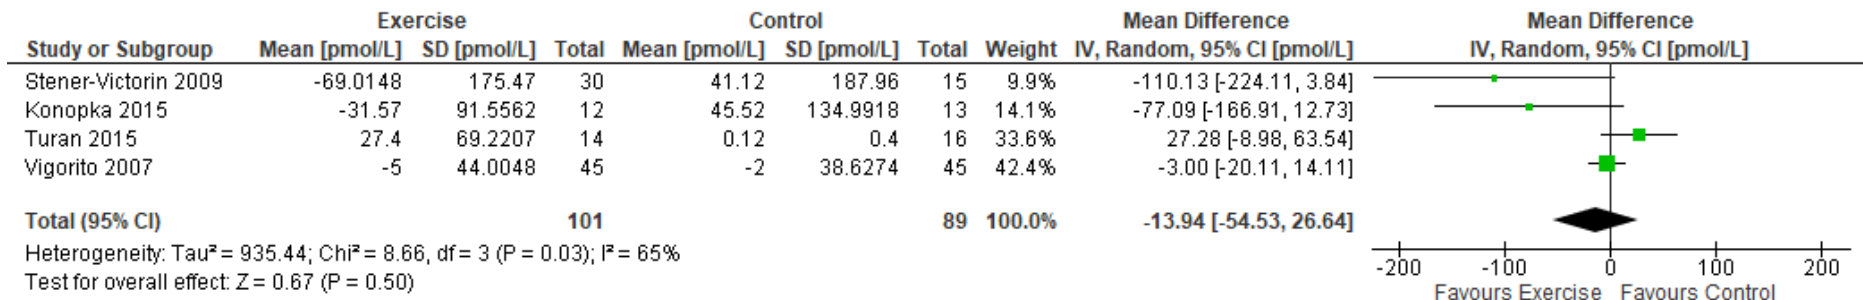 Exercise Control Mean Difference Mean Difference
Study or Subgroup Mean [pmol/L] SD [pmol/L] Total Mean [pmol/L] SD [pmol/L] Total Weight IV, Random, 95% CI [pmol/L] IV, Random, 95% CI [pmol/L]
Stener-Victorin 2009 -69.0148 175.47 30 41.12 187.96 15 9.9% -110.13 [-224.11, 3.84]
Konopka 2015 -31.57 91.5562 12 45.52 134.9918 13 14.1% -77.09 [-166.91, 12.73]
Turan 2015 27.4 69.2207 14 0.12 0.4 16 33.6% 27.28 [-8.98, 63.54]
Vigorito 2007 -5 44.0048 45 -2 38.6274 45 42.4% -3.00 [-20.11, 14.11]
Total (95% CI) 101 89 100.0% -13.94 [-54.53, 26.64]
Heterogeneity: Tau² = 935.44; Chi² = 8.66, df = 3 (P = 0.03); I² = 65%
Test for overall effect: Z = 0.67 (P = 0.50)
-200 -100 0 100 200
Favours Exercise Favours Control